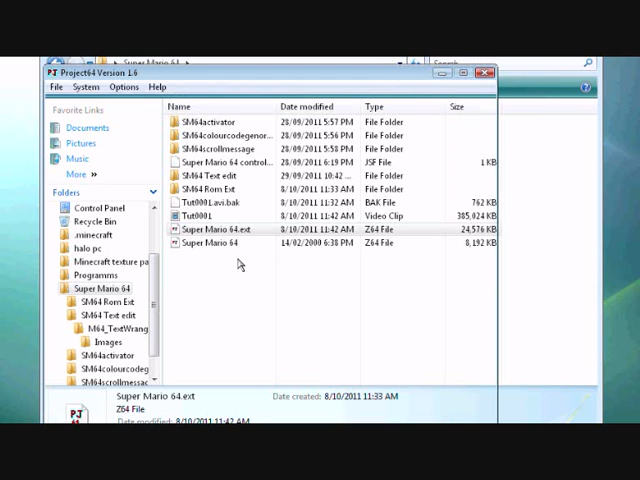 Super Mario 64
Search
Project64 Version 1.6
File System Options Help
Favorite Links
Documents
Pictures
Music
More »
Folders
Control Panel
Recycle Bin
.minecraft
halo pc
Minecraft texture pa
Programms
Super Mario 64
SM64 Rom Ext
SM64 Text edit
M64_TextWrang
Images
SM64activator
SM64colourcodeg
SM64scrollmessag
Name Date modified Type Size
SM64activator 28/09/2011 5:57 PM File Folder
SM64colourcodegenor... 28/09/2011 5:56 PM File Folder
SM64scrollmessage 28/09/2011 5:58 PM File Folder
Super Mario 64 control... 28/09/2011 6:19 PM JSF File 1 KB
SM64 Text edit 29/09/2011 10:42 ... File Folder
SM64 Rom Ext 8/10/2011 11:33 AM File Folder
Tut0001.avi.bak 8/10/2011 11:42 AM BAK File 762 KB
Tut0001 8/10/2011 11:42 AM Video Clip 385,024 KB
Super Mario 64.ext 8/10/2011 11:42 AM Z64 File 24,576 KB
Super Mario 64 14/02/2000 6:38 PM Z64 File 8,192 KB
Super Mario 64.ext Date created: 8/10/2011 11:33 AM
Z64 File
Date modified: 8/10/2011 11:42 AM